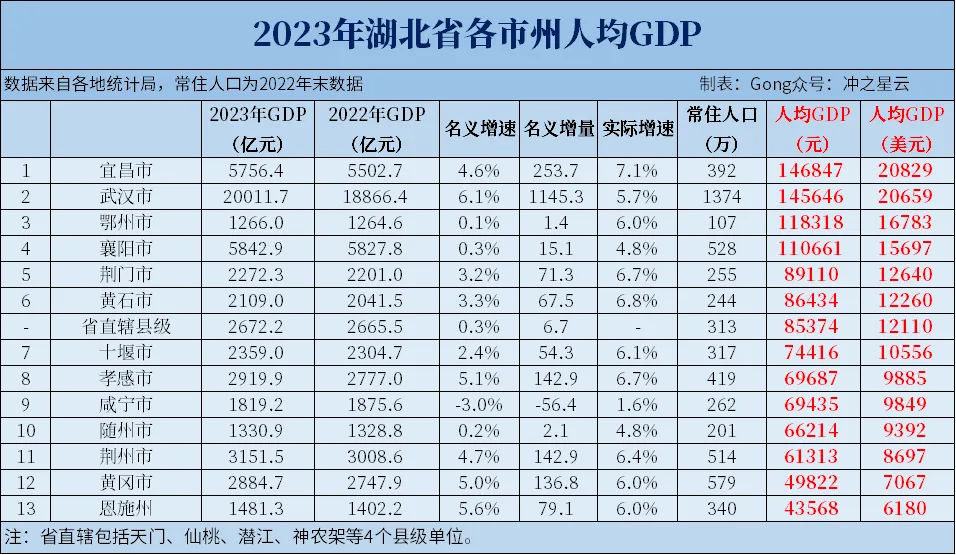 2023年湖北省各市州人均GDP
数据来自各地统计局，常住人口为2022年末数据 制表：Gong众号：冲之星云
2023年GDP（亿元） 2022年GDP（亿元） 名义增速 名义增量 实际增速 常住人口（万） 人均GDP（元） 人均GDP（美元）
1 宜昌市 5756.4 5502.7 4.6% 253.7 7.1% 392 146847 20829
2 武汉市 20011.7 18866.4 6.1% 1145.3 5.7% 1374 145646 20659
3 鄂州市 1266.0 1264.6 0.1% 1.4 6.0% 107 118318 16783
4 襄阳市 5842.9 5827.8 0.3% 15.1 4.8% 528 110661 15697
5 荆门市 2272.3 2201.0 3.2% 71.3 6.7% 255 89110 12640
6 黄石市 2109.0 2041.5 3.3% 67.5 6.8% 244 86434 12260
- 省直辖县级 2672.2 2665.5 0.3% 6.7 - 313 85374 12110
7 十堰市 2359.0 2304.7 2.4% 54.3 6.1% 317 74416 10556
8 孝感市 2919.9 2777.0 5.1% 142.9 6.7% 419 69687 9885
9 咸宁市 1819.2 1875.6 -3.0% -56.4 1.6% 262 69435 9849
10 随州市 1330.9 1328.8 0.2% 2.1 4.8% 201 66214 9392
11 荆州市 3151.5 3008.6 4.7% 142.9 6.4% 514 61313 8697
12 黄冈市 2884.7 2747.9 5.0% 136.8 6.0% 579 49822 7067
13 恩施州 1481.3 1402.2 5.6% 79.1 6.0% 340 43568 6180
注：省直辖包括天门、仙桃、潜江、神农架等4个县级单位。